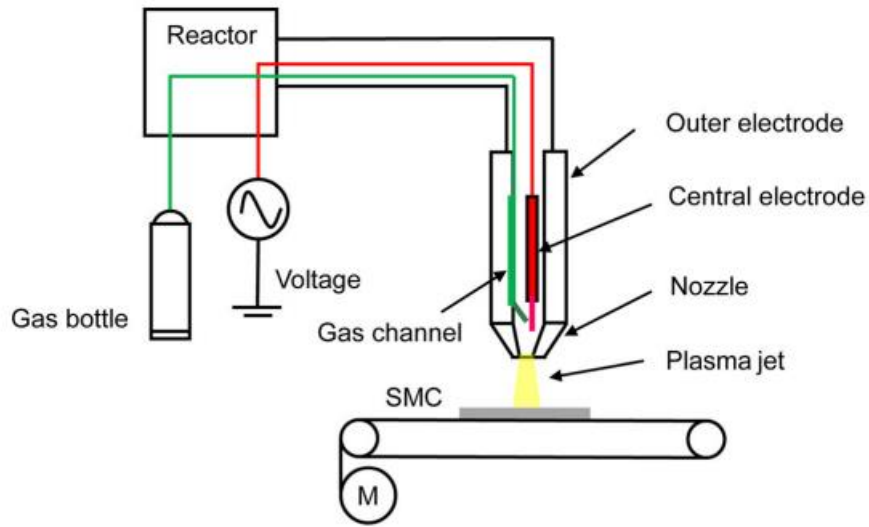 Reactor
Outer electrode
Central electrode
Voltage
Nozzle
Gas bottle
Gas channel
Plasma jet
SMC
M